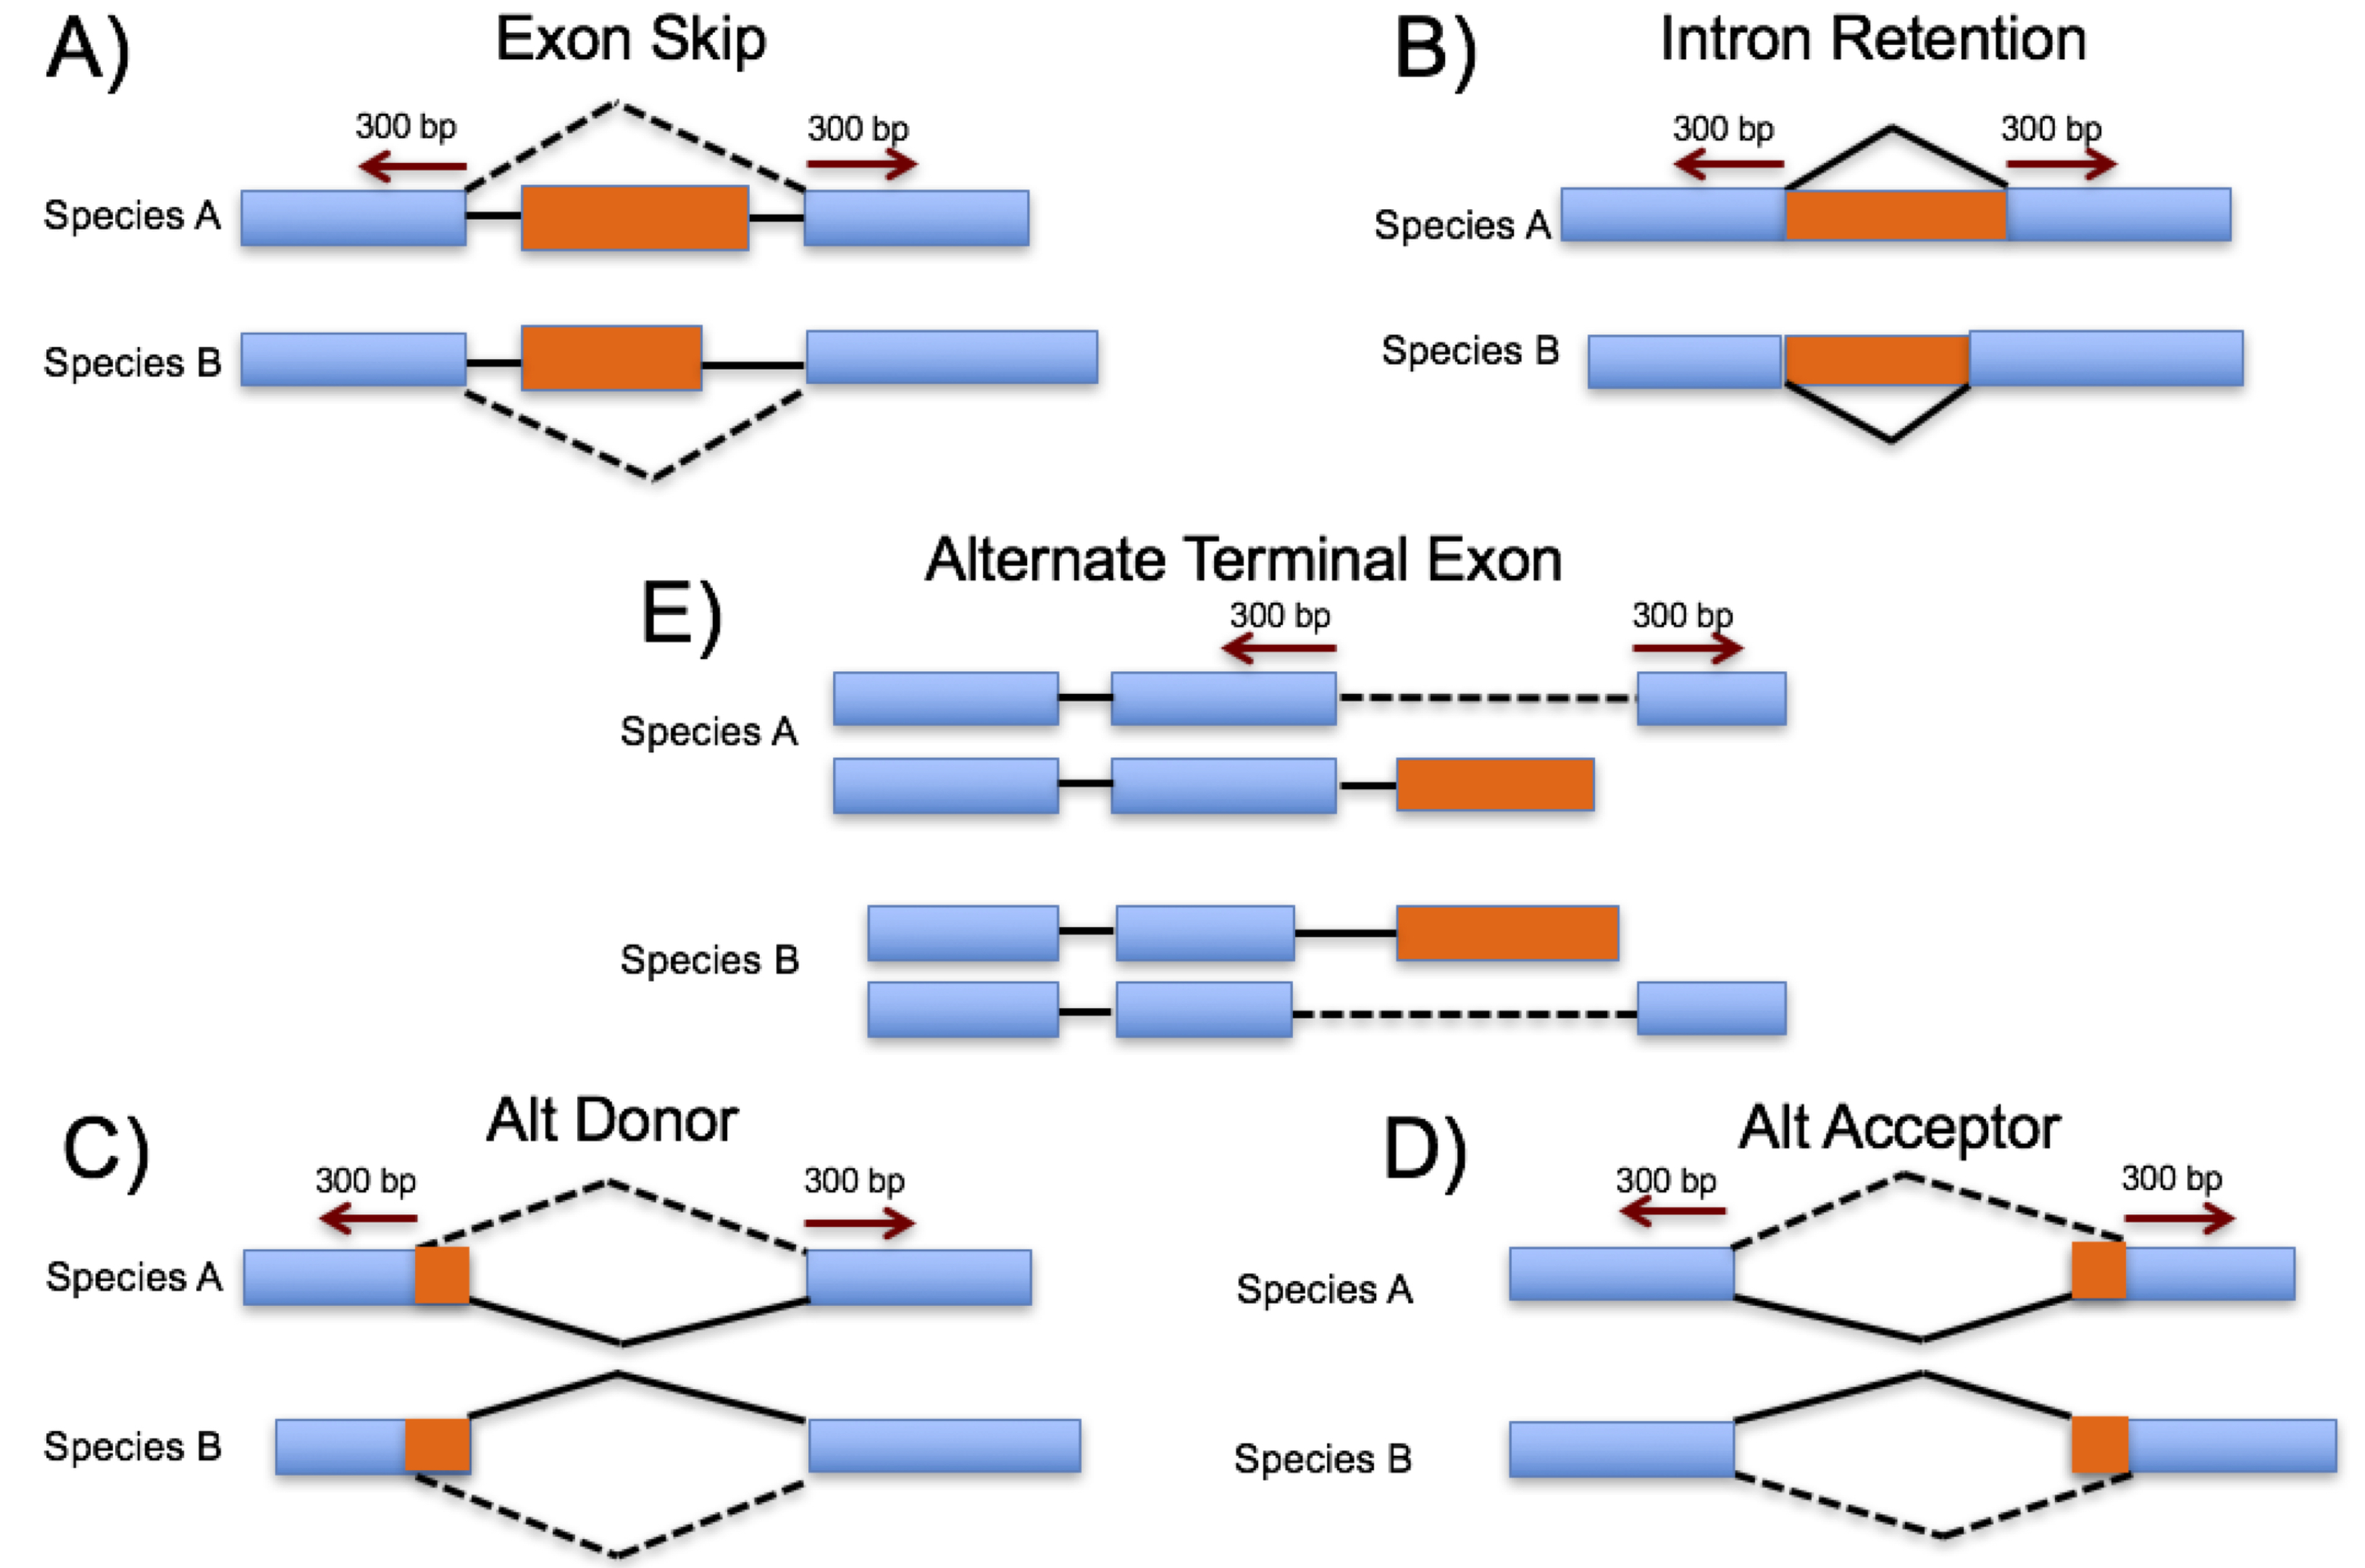 A)
Exon Skip
300 bp
300 bp
Species A
Species B
B)
Intron Retention
300 bp
300 bp
Species A
Species B
Alternate Terminal Exon
E)
300 bp
300 bp
Species A
Species B
C)
Alt Donor
300 bp
300 bp
Species A
Species B
D)
Alt Acceptor
300 bp
300 bp
Species A
Species B